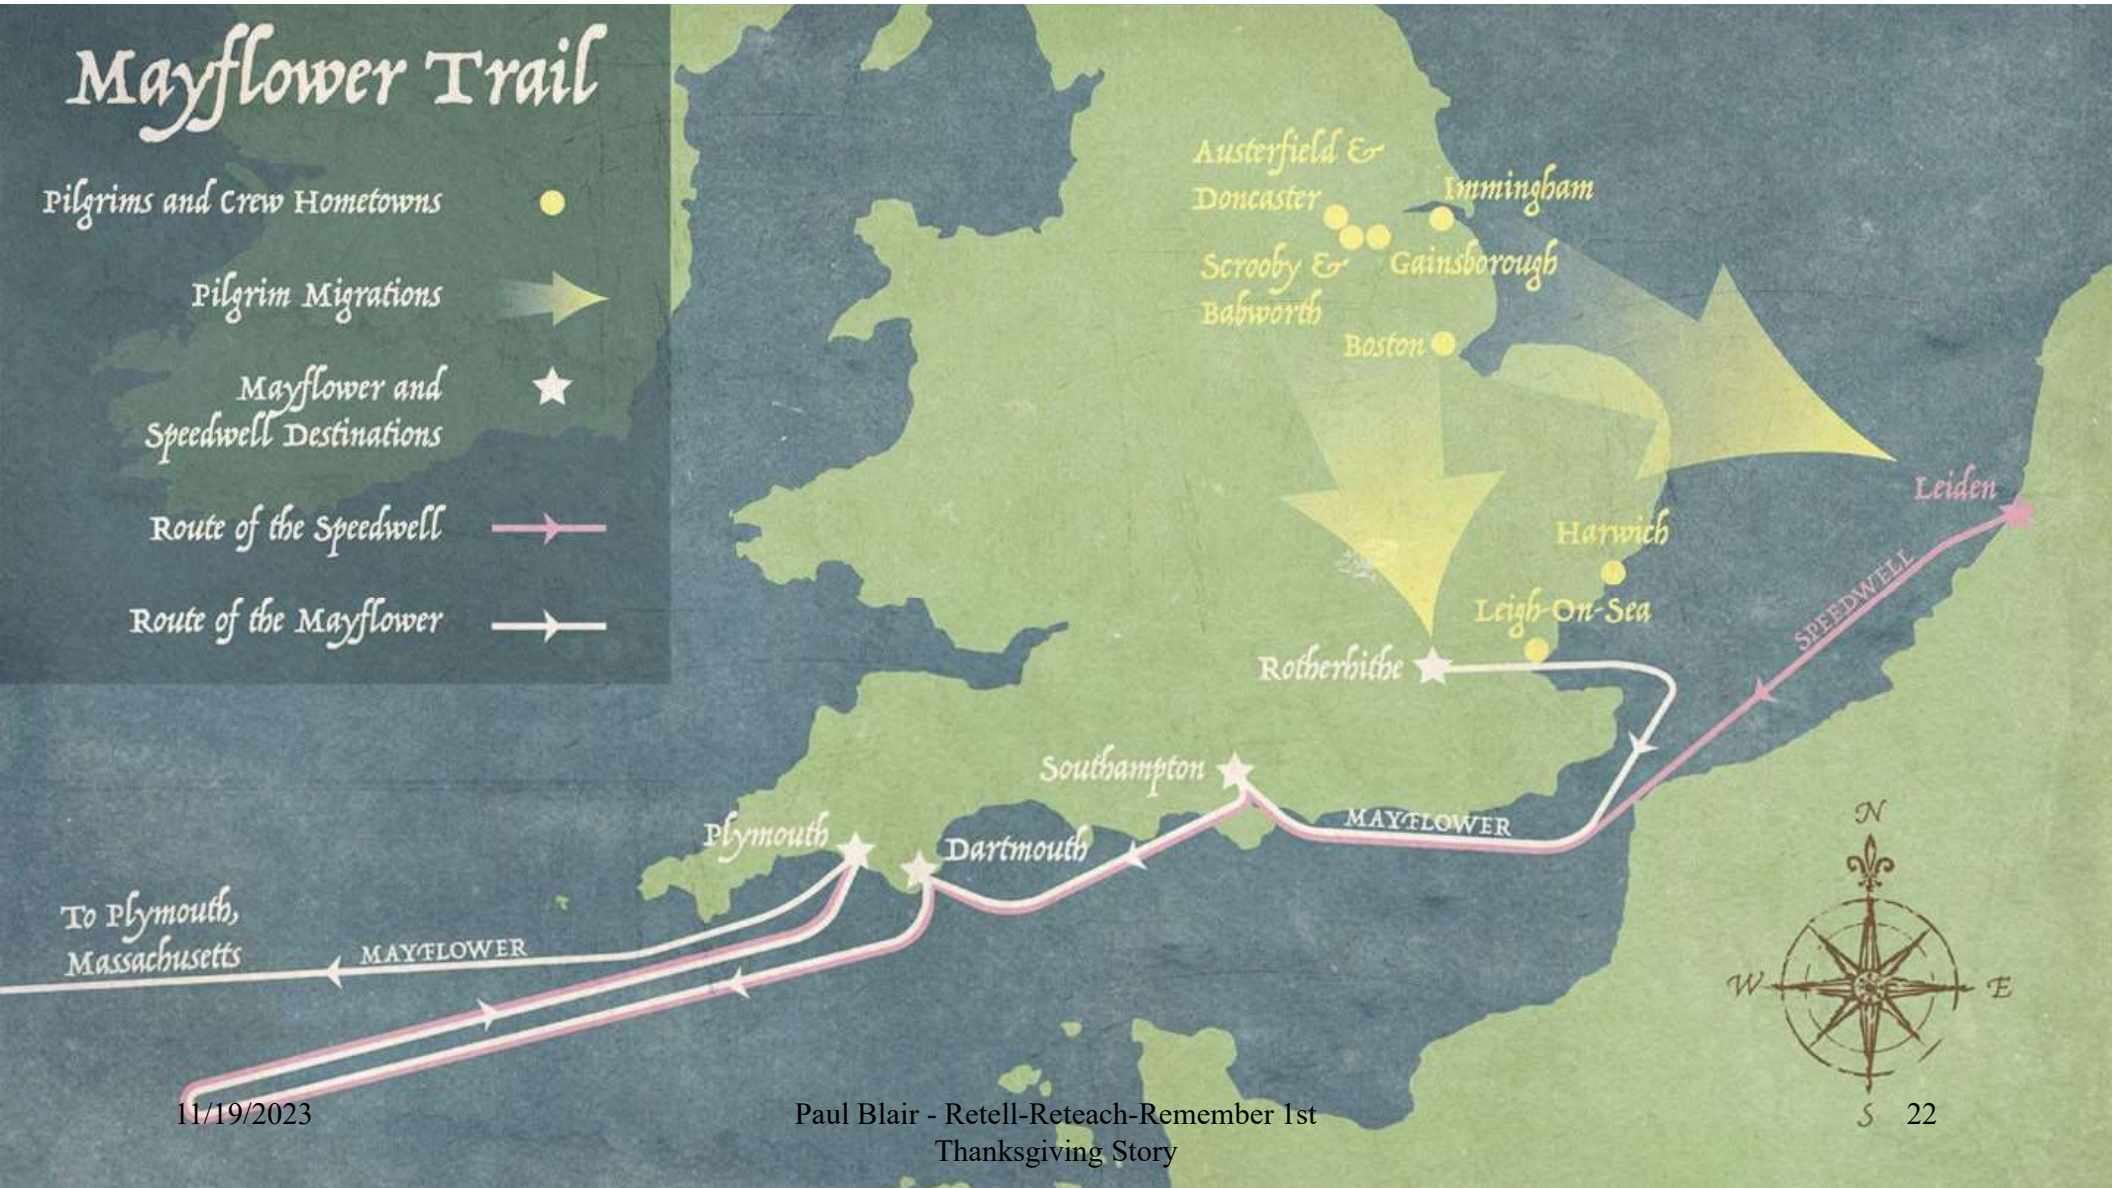 Mayflower Trail
Pilgrims and Crew Hometowns
Pilgrim Migrations
Mayflower and
Speedwell Destinations
Route of the Speedwell
Route of the Mayflower
Austerfield &
Doncaster
Immingham
Scrooby &
Babworth
Gainsborough
Boston
Leiden
Harwich
Leigh-On-Sea
SPEEDWELL
Rotherhithe
Southampton
MAYFLOWER
Plymouth
Dartmouth
To Plymouth,
Massachusetts
MAYFLOWER
N
W
E
S
11/19/2023
Paul Blair - Retell-Reteach-Remember 1st
Thanksgiving Story
22